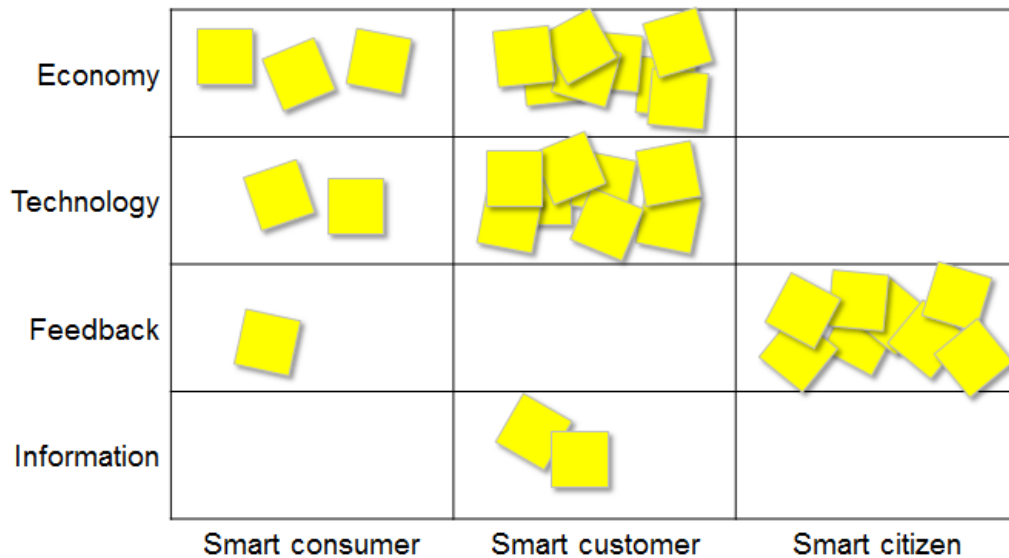 Economy
Technology
Feedback
Information
Smart consumer
Smart customer
Smart citizen